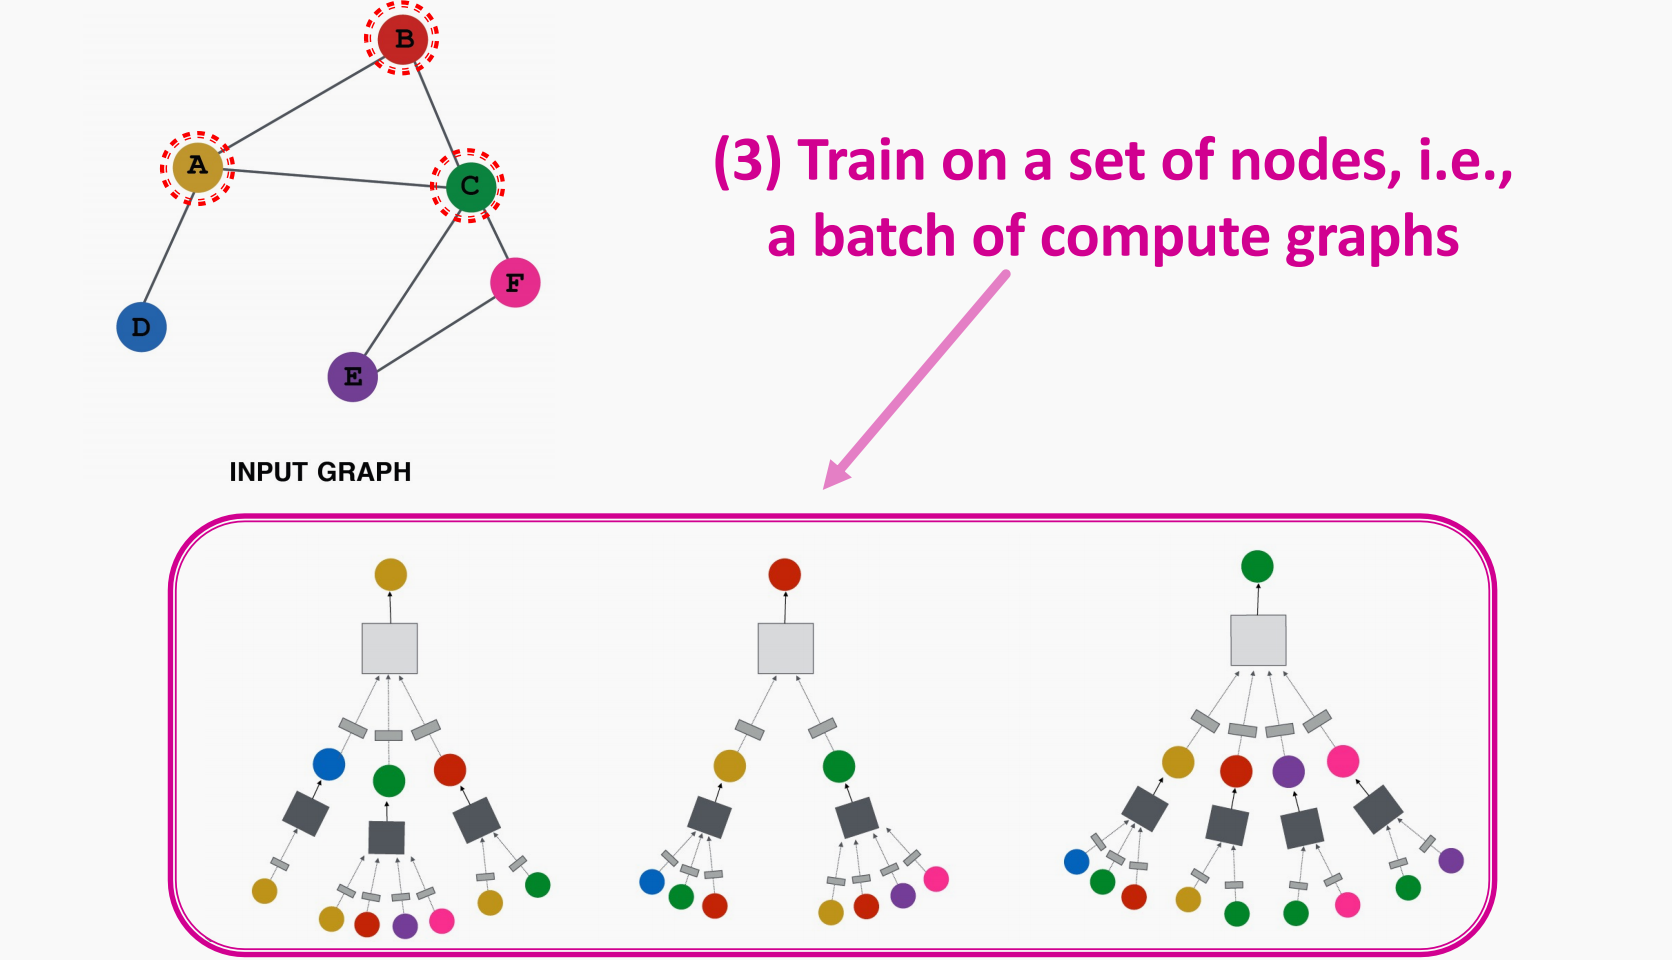 B
(3) Train on a set of nodes, i.e.,
a batch of compute graphs
A
C
F
D
E
INPUT GRAPH